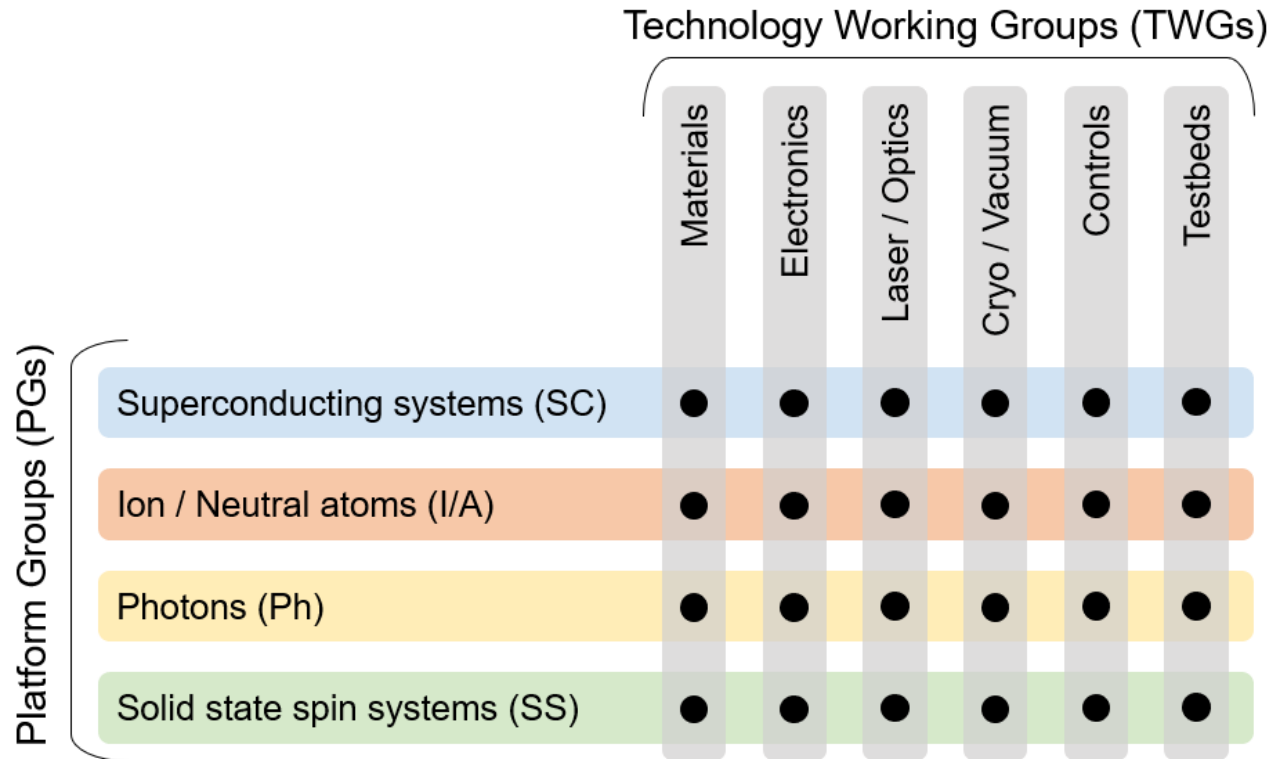 Technology Working Groups (TWGs)
Materials
Electronics
Laser / Optics
Cryo / Vacuum
Controls
Testbeds
Platform Groups (PGs)
Superconducting systems (SC)
Ion / Neutral atoms (I/A)
Photons (Ph)
Solid state spin systems (SS)